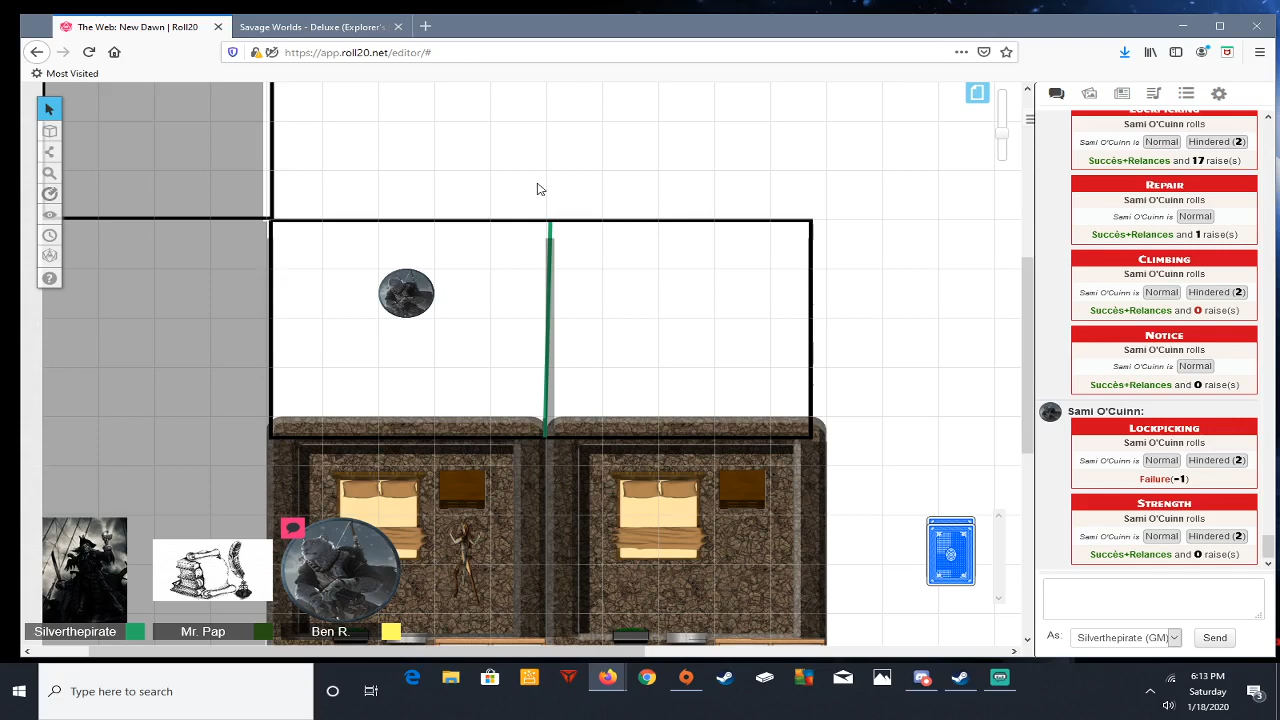 The Web: New Dawn | Roll20
Savage Worlds - Deluxe (Explorer's
https://app.roll20.net/editor/#
Most Visited
LOCKPICKING
Sami O'Cuinn rolls
Sami O'Cuinn is Normal Hindered (2)
Succès+Relances and 17 raise(s)
REPAIR
Sami O'Cuinn rolls
Sami O'Cuinn is Normal
Succès+Relances and 1 raise(s)
CLIMBING
Sami O'Cuinn rolls
Sami O'Cuinn is Normal Hindered (2)
Succès+Relances and 0 raise(s)
NOTICE
Sami O'Cuinn rolls
Sami O'Cuinn is Normal
Succès+Relances and 0 raise(s)
Sami O'Cuinn:
LOCKPICKING
Sami O'Cuinn rolls
Sami O'Cuinn is Normal Hindered (2)
Failure(-1)
STRENGTH
Sami O'Cuinn rolls
Sami O'Cuinn is Normal Hindered (2)
Succès+Relances and 0 raise(s)
As: Silverthepirate (GM) Send
Silverthepirate
Mr. Pap
Ben R.
Type here to search
6:13 PM
Saturday
1/18/2020
3